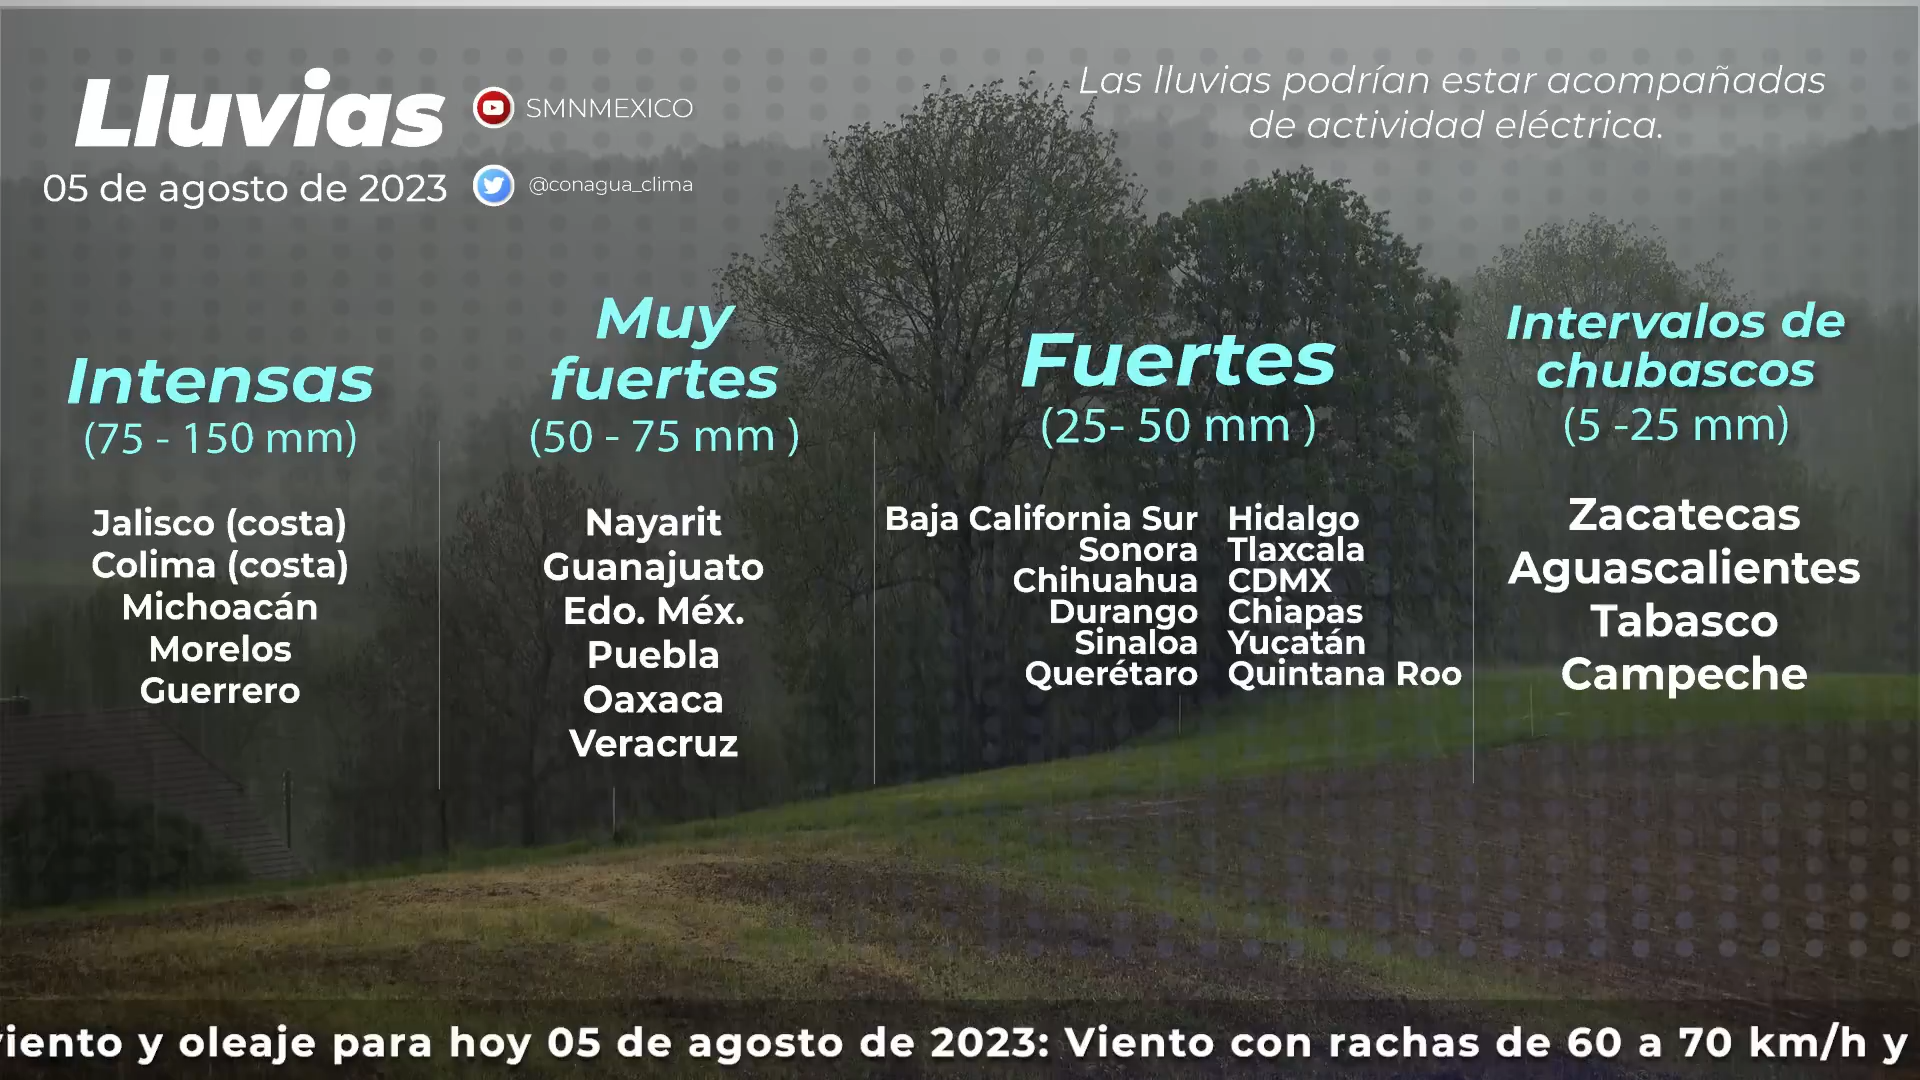 Lluvias
05 de agosto de 2023
SMNMEXICO
@conagua_clima
Las lluvias podrían estar acompañadas
de actividad eléctrica.
Intensas
(75 - 150 mm)
Jalisco (costa)
Colima (costa)
Michoacán
Morelos
Guerrero
Muy
fuertes
(50 - 75 mm )
Nayarit
Guanajuato
Edo. Méx.
Puebla
Oaxaca
Veracruz
Fuertes
(25- 50 mm )
Baja California Sur
Sonora
Chihuahua
Durango
Sinaloa
Querétaro
Hidalgo
Tlaxcala
CDMX
Chiapas
Yucatán
Quintana Roo
Intervalos de
chubascos
(5 -25 mm)
Zacatecas
Aguascalientes
Tabasco
Campeche
viento y oleaje para hoy 05 de agosto de 2023: Viento con rachas de 60 a 70 km/h y